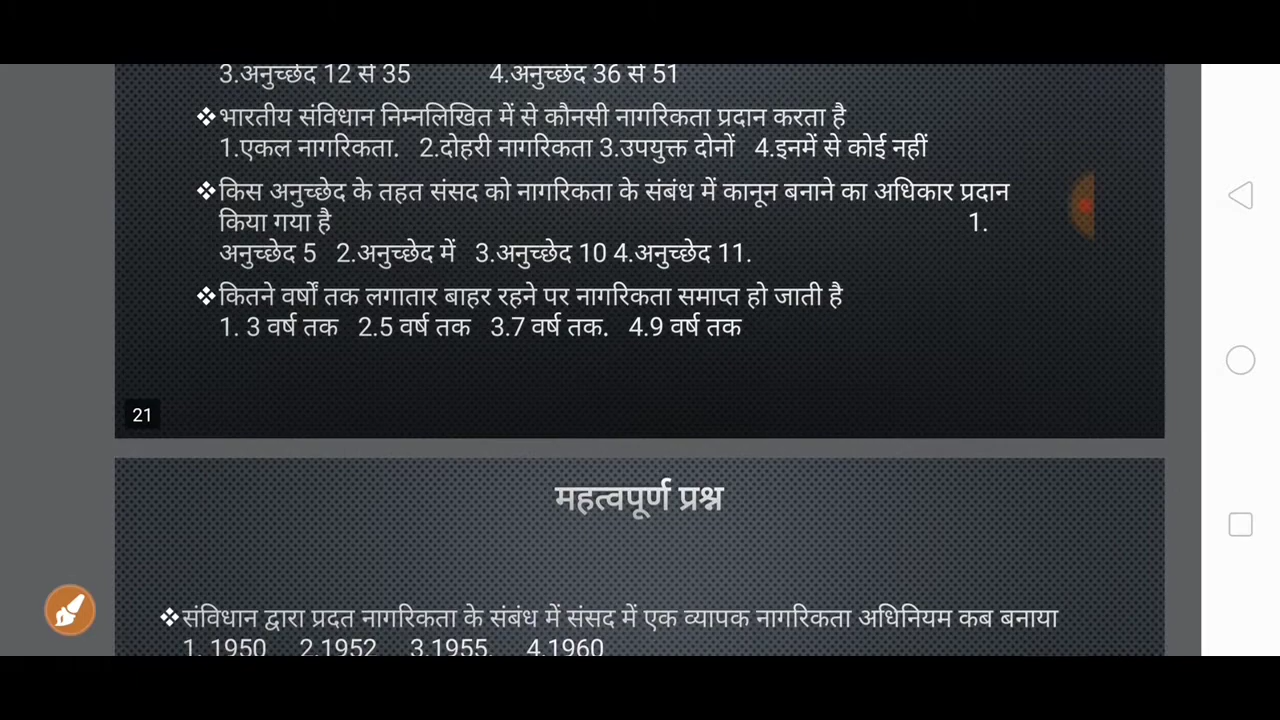 3.अनुच्छेद 12 से 35 4.अनुच्छेद 36 से 51
❖भारतीय संविधान निम्नलिखित में से कौनसी नागरिकता प्रदान करता है
1.एकल नागरिकता. 2.दोहरी नागरिकता 3.उपयुक्त दोनों 4.इनमें से कोई नहीं
❖किस अनुच्छेद के तहत संसद को नागरिकता के संबंध में कानून बनाने का अधिकार प्रदान
किया गया है 1.
अनुच्छेद 5 2.अनुच्छेद में 3.अनुच्छेद 10 4.अनुच्छेद 11.
❖कितने वर्षों तक लगातार बाहर रहने पर नागरिकता समाप्त हो जाती है
1. 3 वर्ष तक 2.5 वर्ष तक 3.7 वर्ष तक. 4.9 वर्ष तक
21
महत्वपूर्ण प्रश्न
❖संविधान द्वारा प्रदत नागरिकता के संबंध में संसद में एक व्यापक नागरिकता अधिनियम कब बनाया
1. 1950 2.1952 3.1955. 4.1960